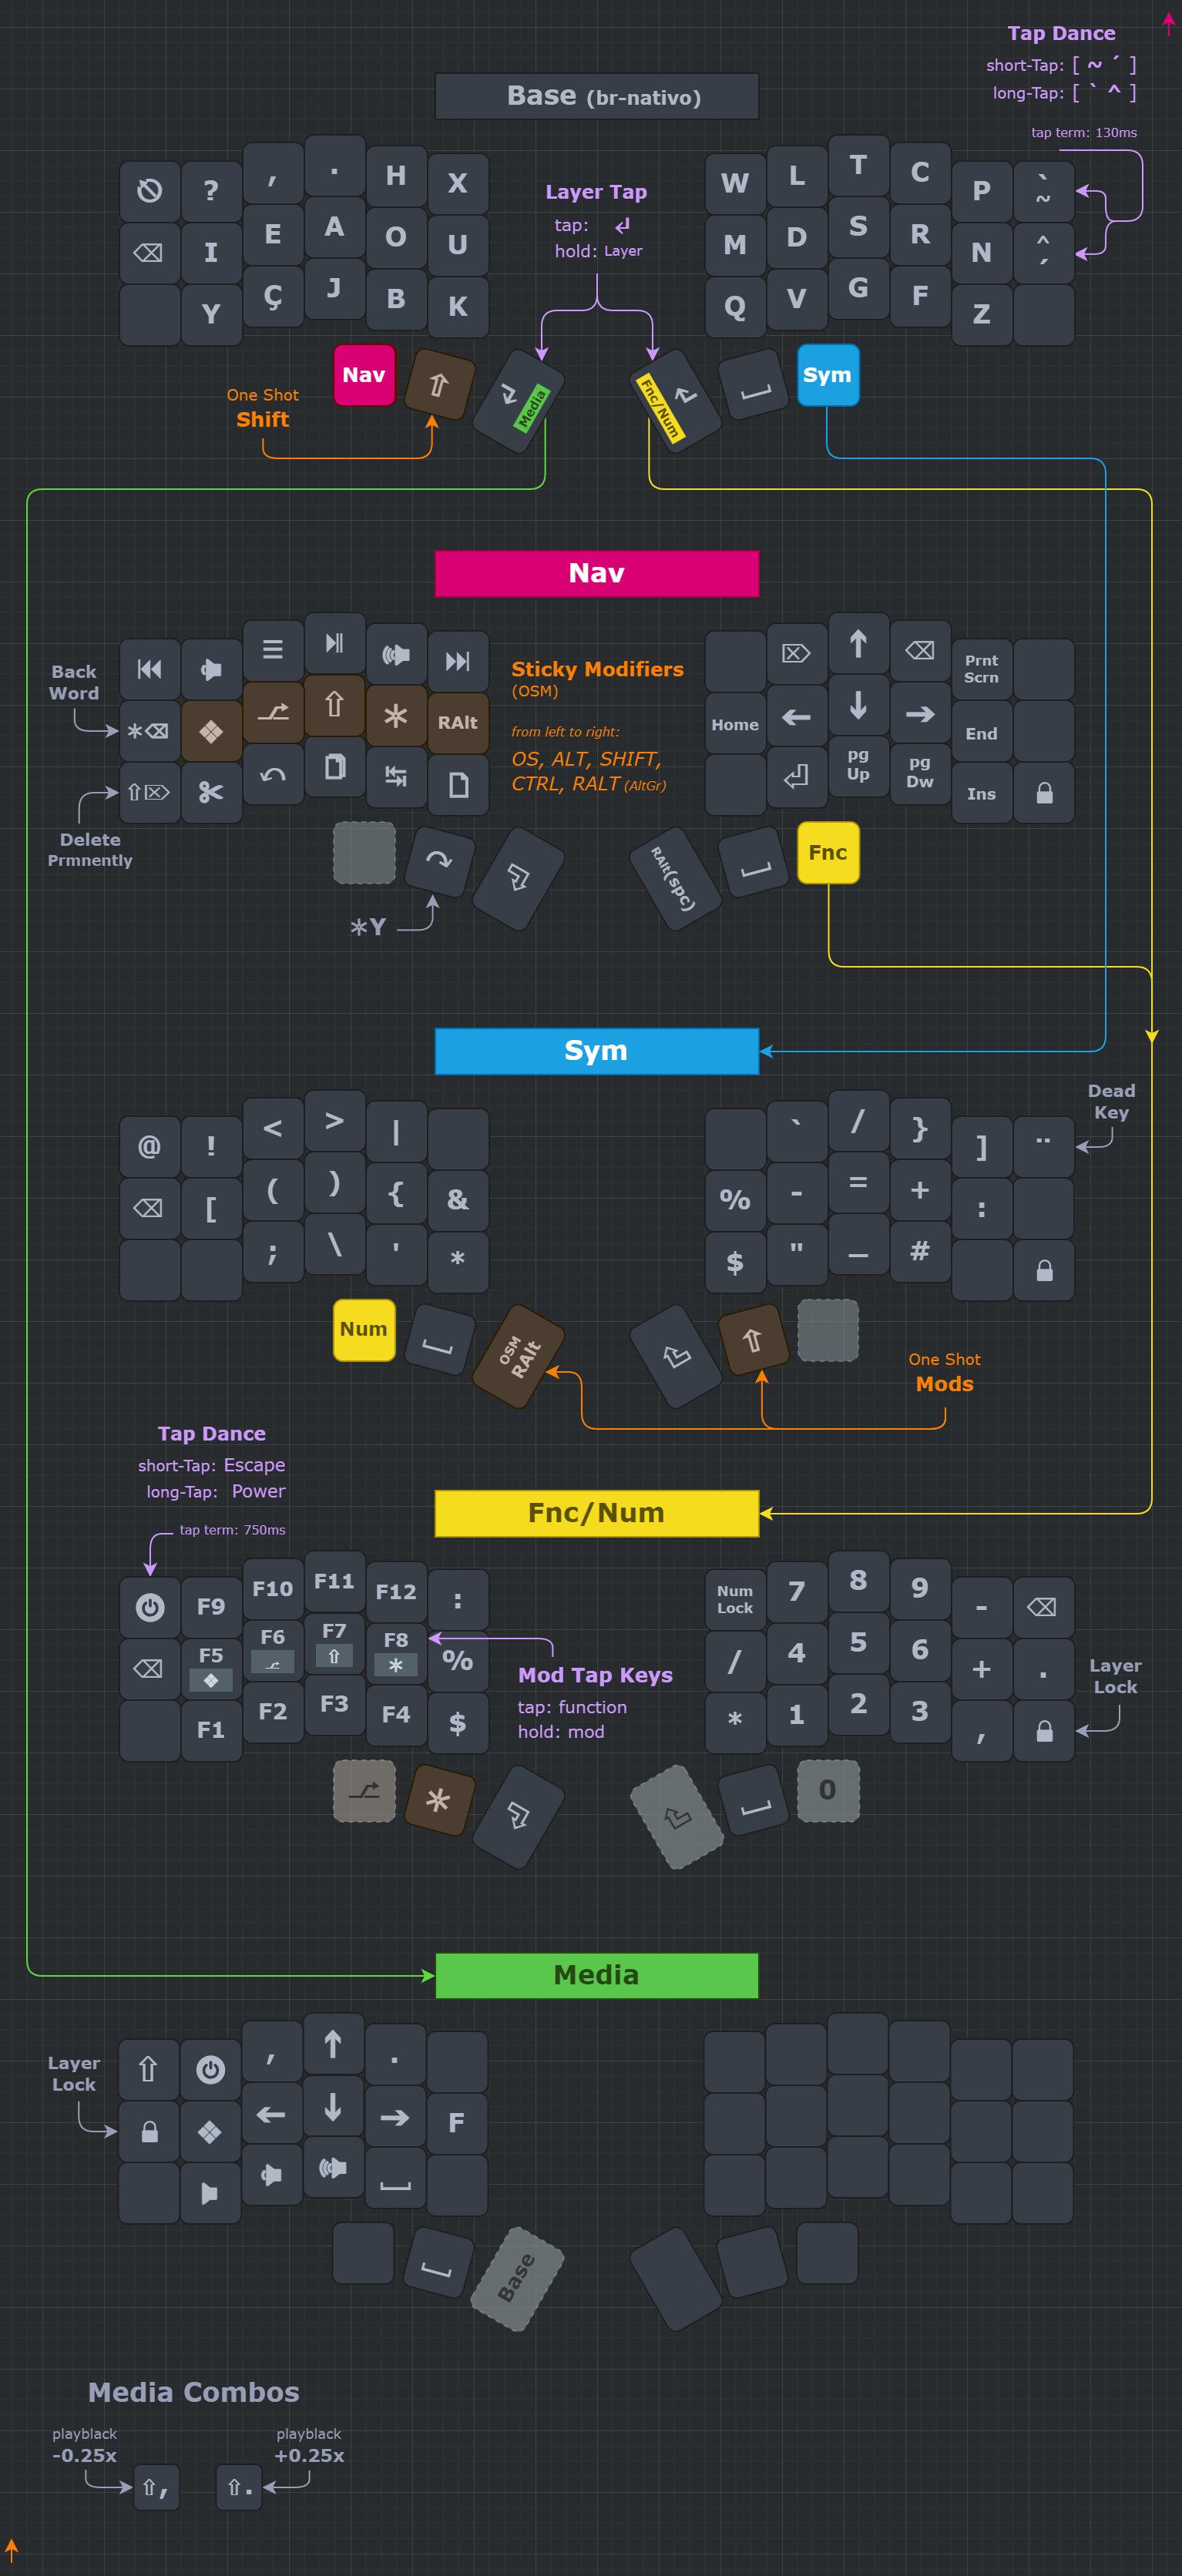 Tap Dance
short-Tap: [ ~ ´ ]
long-Tap: [ ` ^ ]
tap term: 130ms
Base (br-nativo)
? , . H X
W L T C P ` ~
⌫ I E A O U
M D S R N ^ ´
Y Ç J B K
Q V G F Z
Layer Tap
tap: ↲
hold: Layer
Nav ⇧ Media
Fnc/Num Sym
One Shot
Shift
Nav
Back
Word
Delete
Prmnently
Sticky Modifiers
(OSM)
from left to right:
OS, ALT, SHIFT,
CTRL, RALT (AltGr)
⌦ ↑ ⌫ Prnt Scrn
*⌫ ❖ ⇧ * RAlt
Home ← ↓ → End
⇧⌦
pg Up pg Dw Ins
RAlt(spc) Fnc
*Y
Sym
Dead
Key
@ ! < > |
` / } ] ¨
⌫ [ ( ) { &
% - = + :
; \ ' *
$ " _ #
Num OSM RAlt
⇧
One Shot
Mods
Tap Dance
short-Tap: Escape
long-Tap: Power
tap term: 750ms
Fnc/Num
F9 F10 F11 F12 :
Num Lock 7 8 9 - ⌫
⌫ F5 ❖ F6 F7 ⇧ F8 * %
/ 4 5 6 + .
F1 F2 F3 F4 $
* 1 2 3 ,
Mod Tap Keys
tap: function
hold: mod
Layer
Lock
*
0
Media
Layer
Lock
⇧ , ↑ .
❖ ← ↓ → F
Base
Media Combos
playblack
-0.25x
playblack
+0.25x
⇧, ⇧.